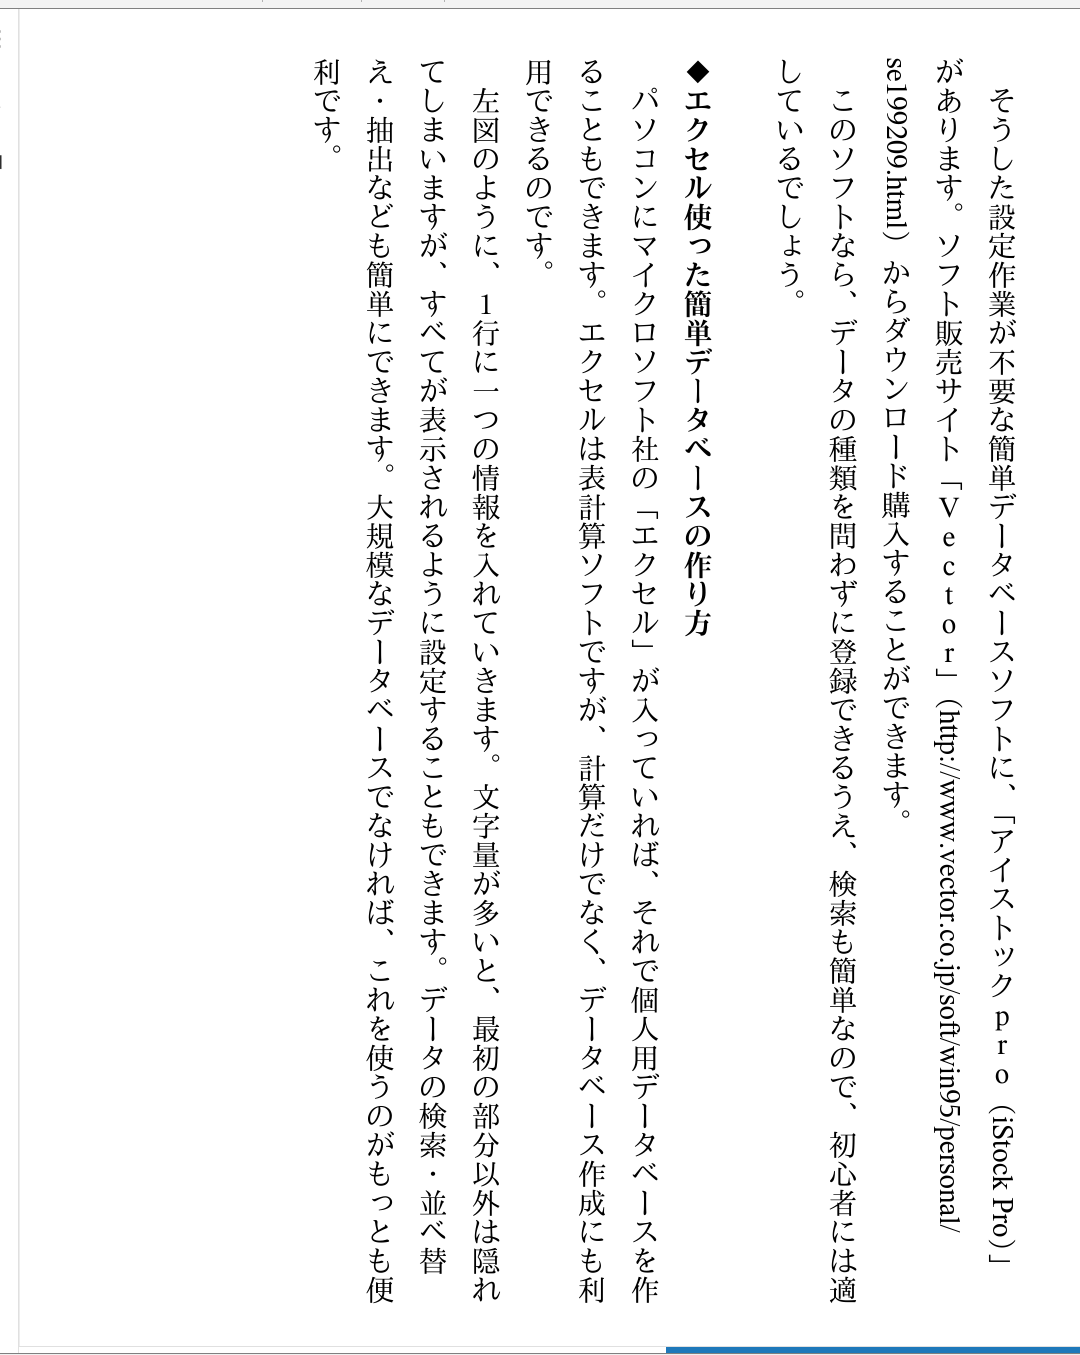 そうした設定作業が不要な簡単データベースソフトに、「アイストックｐｒｏ（iStock Pro）」
があります。ソフト販売サイト「Ｖｅｃｔｏｒ」（http://www.vector.co.jp/soft/win95/personal/
se199209.html）からダウンロード購入することができます。
このソフトなら、データの種類を問わずに登録できるうえ、検索も簡単なので、初心者には適
しているでしょう。
◆エクセル使った簡単データベースの作り方
パソコンにマイクロソフト社の「エクセル」が入っていれば、それで個人用データベースを作
ることもできます。エクセルは表計算ソフトですが、計算だけでなく、データベース作成にも利
用できるのです。
左図のように、１行に一つの情報を入れていきます。文字量が多いと、最初の部分以外は隠れ
てしまいますが、すべてが表示されるように設定することもできます。データの検索・並べ替
え・抽出なども簡単にできます。大規模なデータベースでなければ、これを使うのがもっとも便
利です。